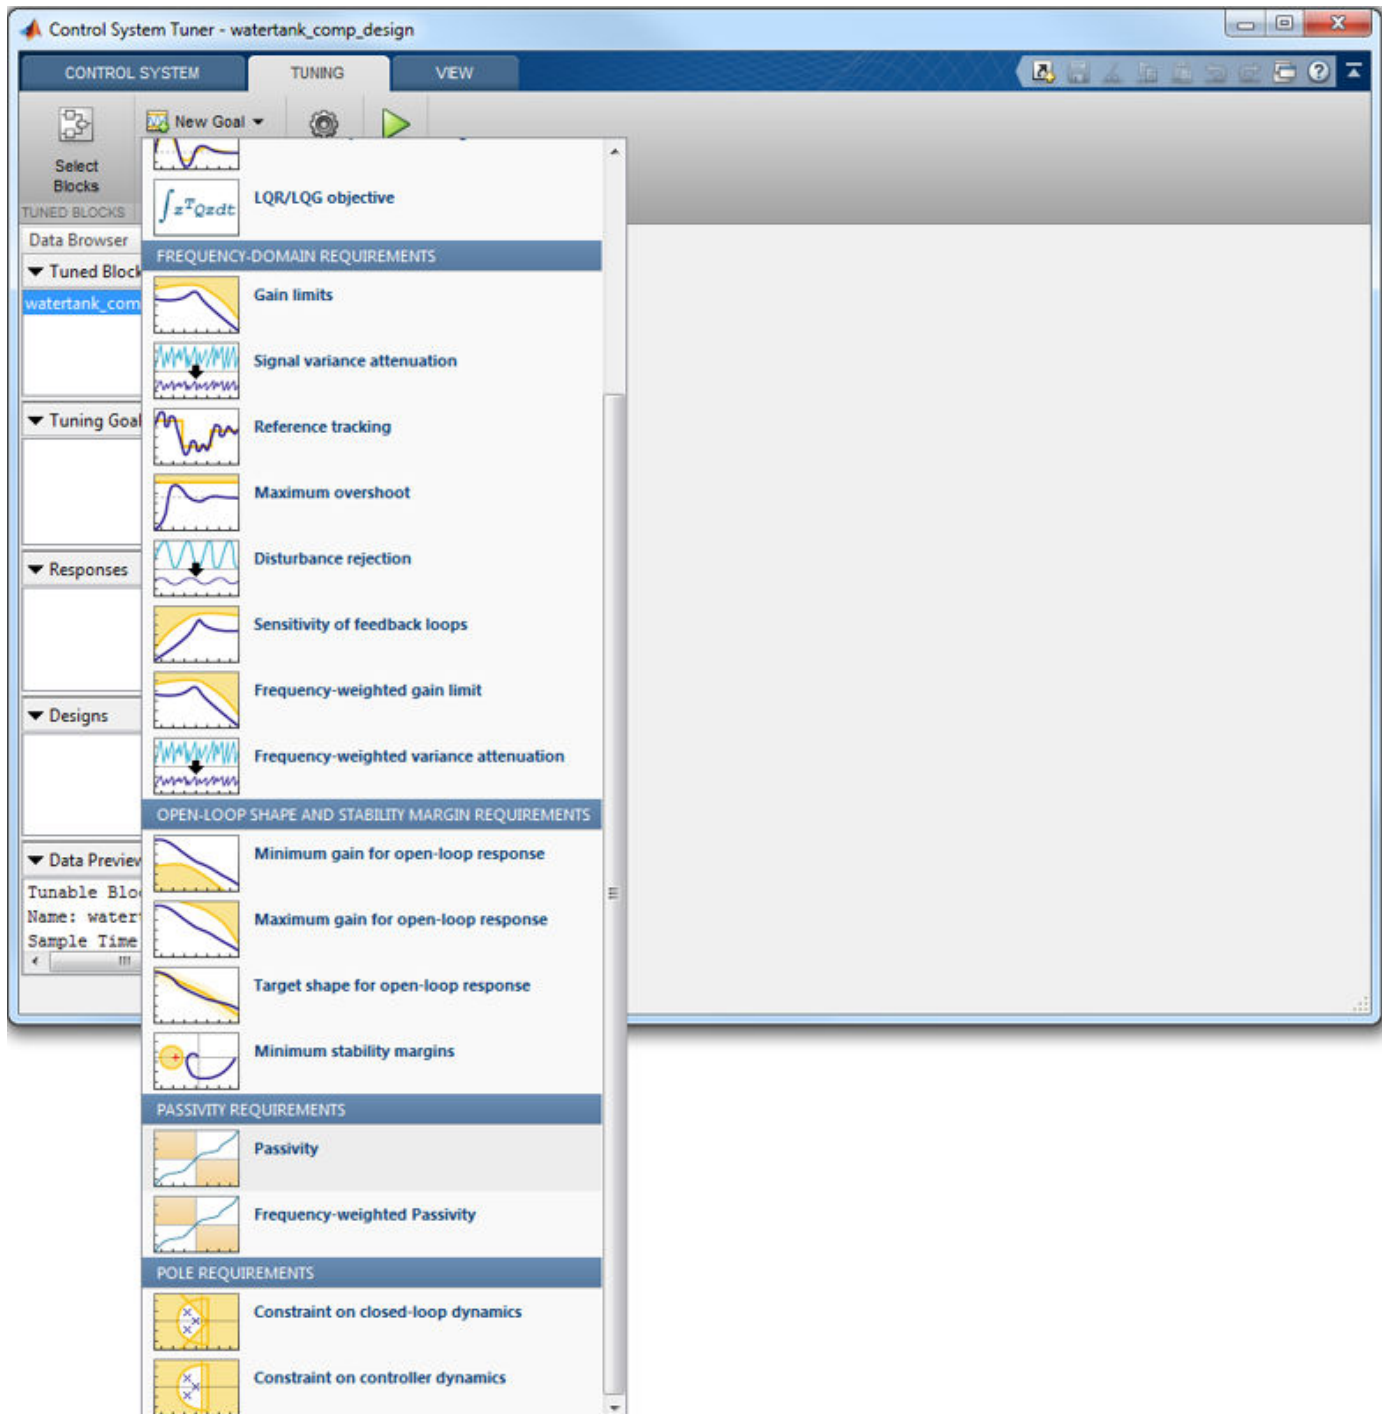 Control System Tuner - watertank_comp_design
CONTROL SYSTEM
TUNING
VIEW
New Goal
Select
Blocks
TUNED BLOCKS
Data Browser
Tuned Block
watertank_com
Tuning Goal
Responses
Designs
Data Preview
Tunable Blo
Name: water
Sample Time
∫zᵀQzdt
LQR/LQG objective
FREQUENCY-DOMAIN REQUIREMENTS
Gain limits
Signal variance attenuation
Reference tracking
Maximum overshoot
Disturbance rejection
Sensitivity of feedback loops
Frequency-weighted gain limit
Frequency-weighted variance attenuation
OPEN-LOOP SHAPE AND STABILITY MARGIN REQUIREMENTS
Minimum gain for open-loop response
Maximum gain for open-loop response
Target shape for open-loop response
Minimum stability margins
PASSIVITY REQUIREMENTS
Passivity
Frequency-weighted Passivity
POLE REQUIREMENTS
Constraint on closed-loop dynamics
Constraint on controller dynamics